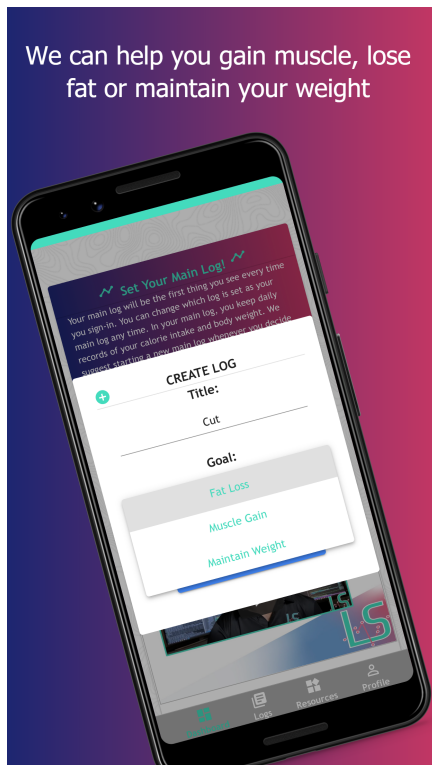 We can help you gain muscle, lose
fat or maintain your weight
Set Your Main Log!
Your main log will be the first thing you see every time
you sign-in. You can change which log is set as your
main log any time. In your main log, you keep daily
records of your calorie intake and body weight. We
suggest starting a new main log whenever you decide
CREATE LOG
Title:
Cut
Goal:
Fat Loss
Muscle Gain
Maintain Weight
LS
LS
LS
Logs
Resources
Profile